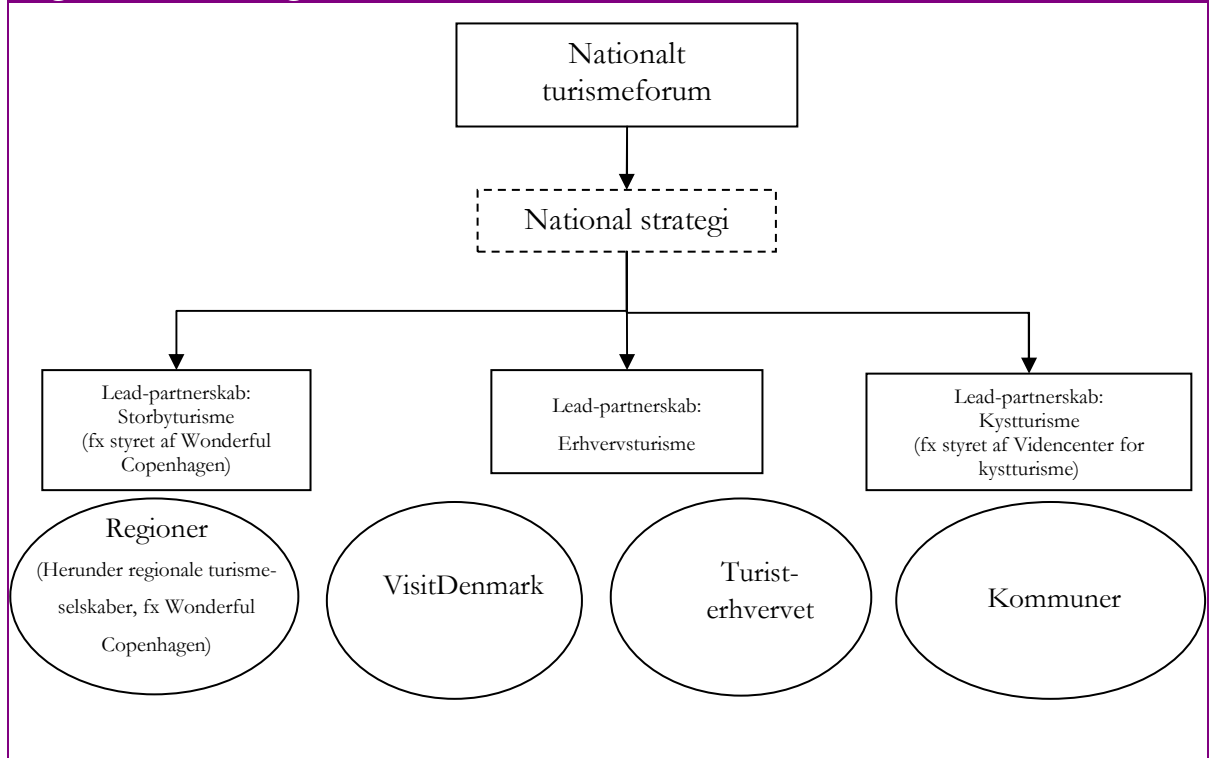 Nationalt
turismeforum
National strategi
Lead-partnerskab:
Storbyturisme
(fx styret af Wonderful
Copenhagen)
Lead-partnerskab:
Erhvervsturisme
Lead-partnerskab:
Kystturisme
(fx styret af Videncenter for
kystturisme)
Regioner
(Herunder regionale turisme-
selskaber, fx Wonderful
Copenhagen)
VisitDenmark
Turist-
erhvervet
Kommuner